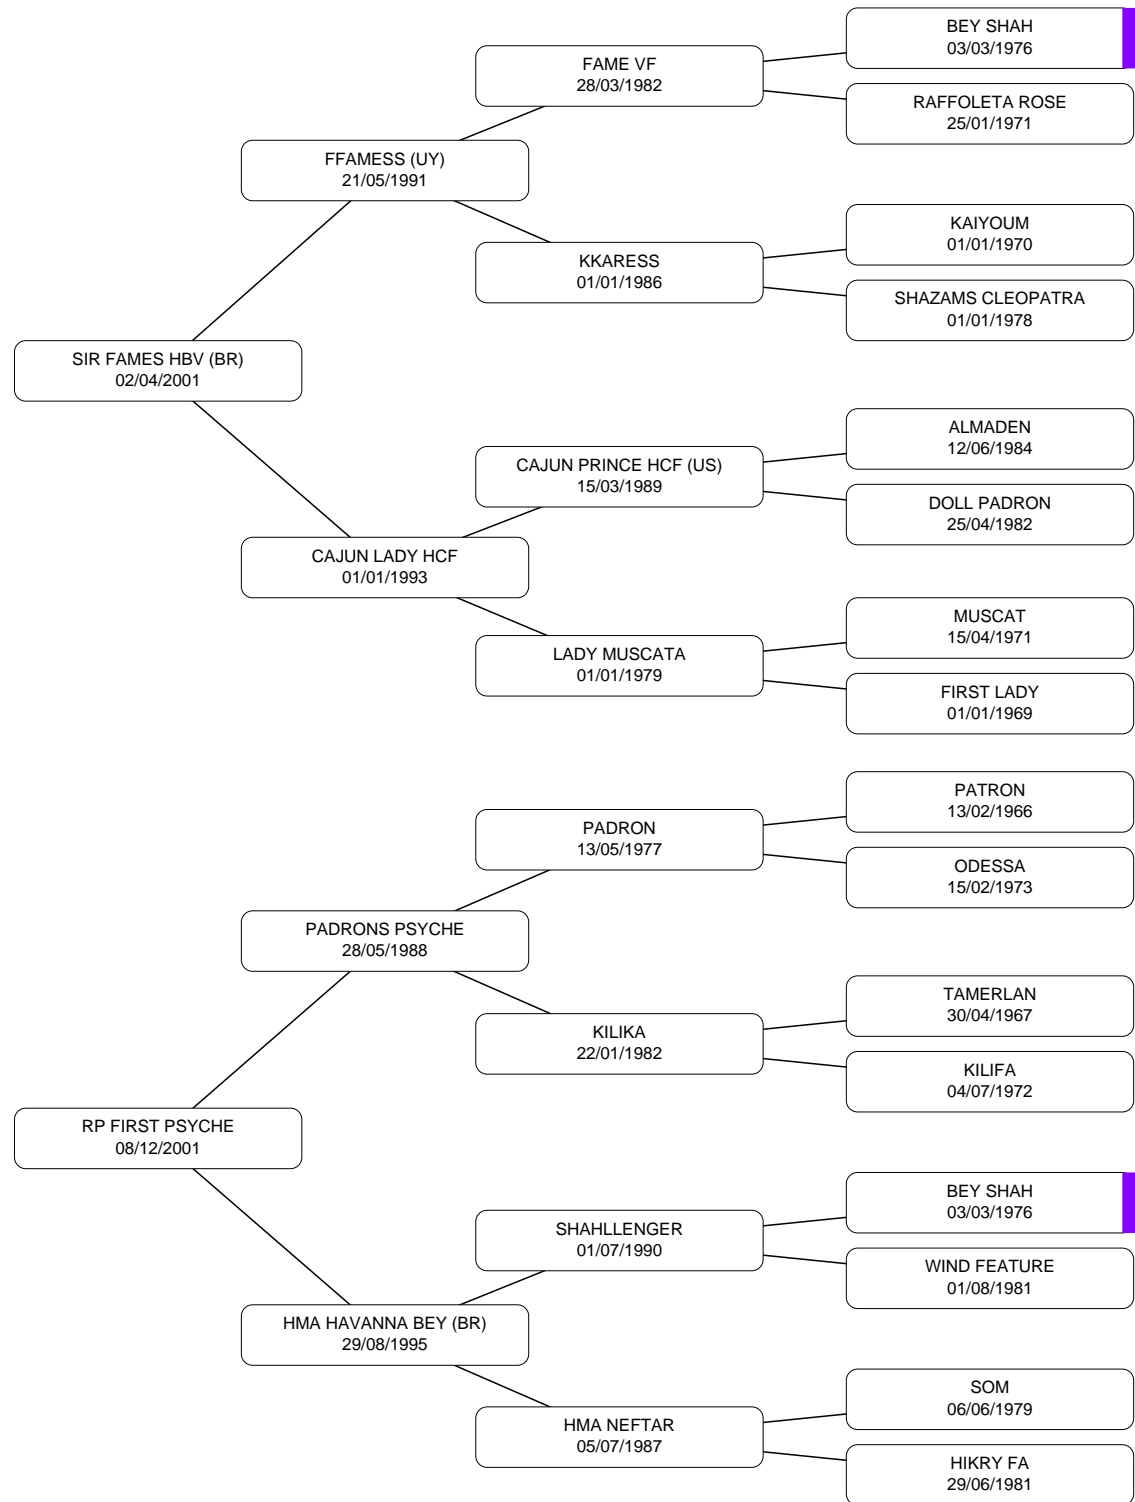 BEY SHAH
03/03/1976
FAME VF
28/03/1982
RAFFOLETA ROSE
25/01/1971
FFAMESS (UY)
21/05/1991
KAIYOUM
01/01/1970
KKARESS
01/01/1986
SHAZAMS CLEOPATRA
01/01/1978
SIR FAMES HBV (BR)
02/04/2001
ALMADEN
12/06/1984
CAJUN PRINCE HCF (US)
15/03/1989
DOLL PADRON
25/04/1982
CAJUN LADY HCF
01/01/1993
MUSCAT
15/04/1971
LADY MUSCATA
01/01/1979
FIRST LADY
01/01/1969
PATRON
13/02/1966
PADRON
13/05/1977
ODESSA
15/02/1973
PADRONS PSYCHE
28/05/1988
TAMERLAN
30/04/1967
KILIKA
22/01/1982
KILIFA
04/07/1972
RP FIRST PSYCHE
08/12/2001
BEY SHAH
03/03/1976
SHAHLLENGER
01/07/1990
WIND FEATURE
01/08/1981
HMA HAVANNA BEY (BR)
29/08/1995
SOM
06/06/1979
HMA NEFTAR
05/07/1987
HIKRY FA
29/06/1981